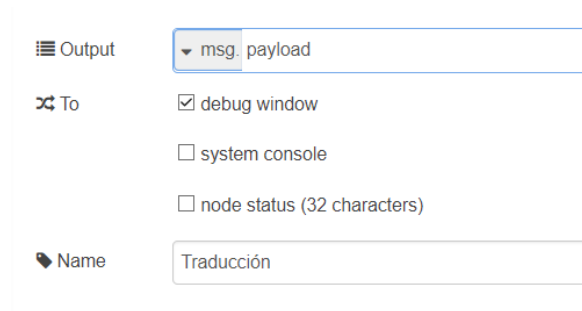 Output msg. payload
To debug window
system console
node status (32 characters)
Name Traducción